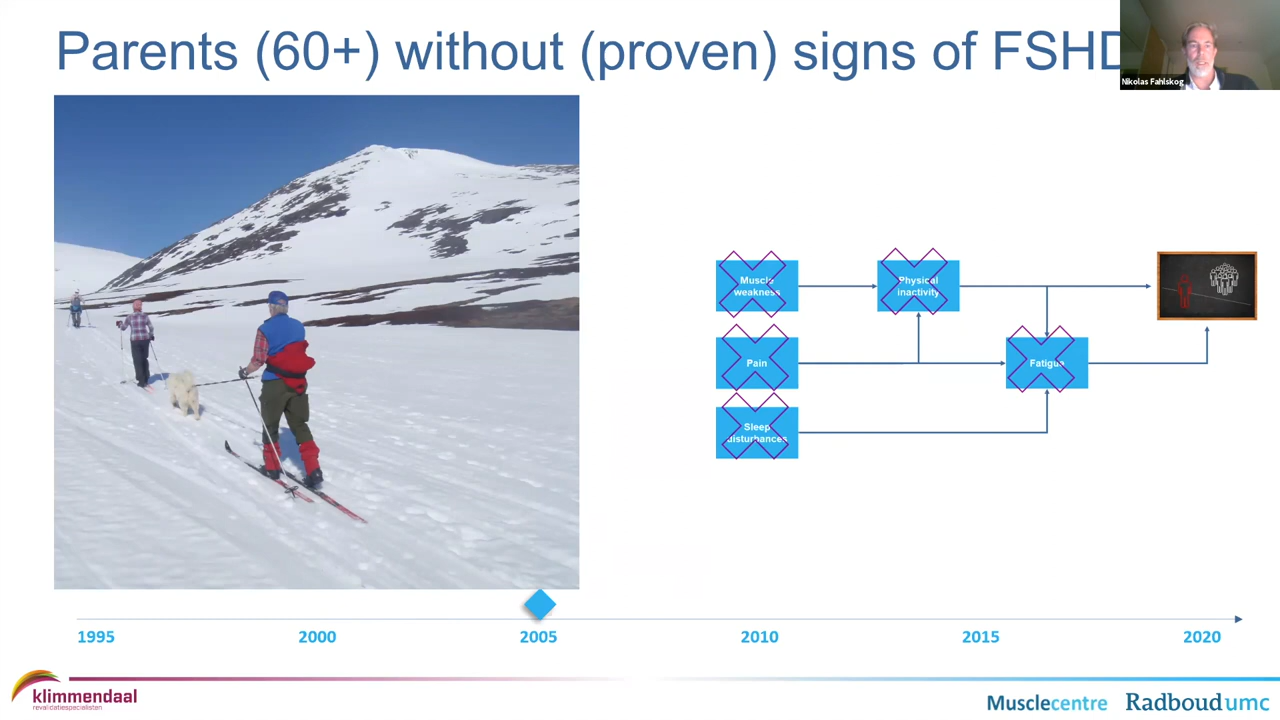 Parents (60+) without (proven) signs of FSHD
Nikolas Fahlskog
Muscle
weakness
Physical
inactivity
Pain
Fatigue
Sleep
disturbances
1995 2000 2005 2010 2015 2020
klimmendaal
revalidatiespecialisten
Musclecentre Radboudumc